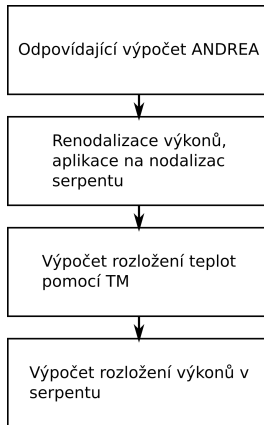 Odpovídající výpočet ANDREA
Renodalizace výkonů,
aplikace na nodalizac
serpentu
Výpočet rozložení teplot
pomocí TM
Výpočet rozložení výkonů v
serpentu